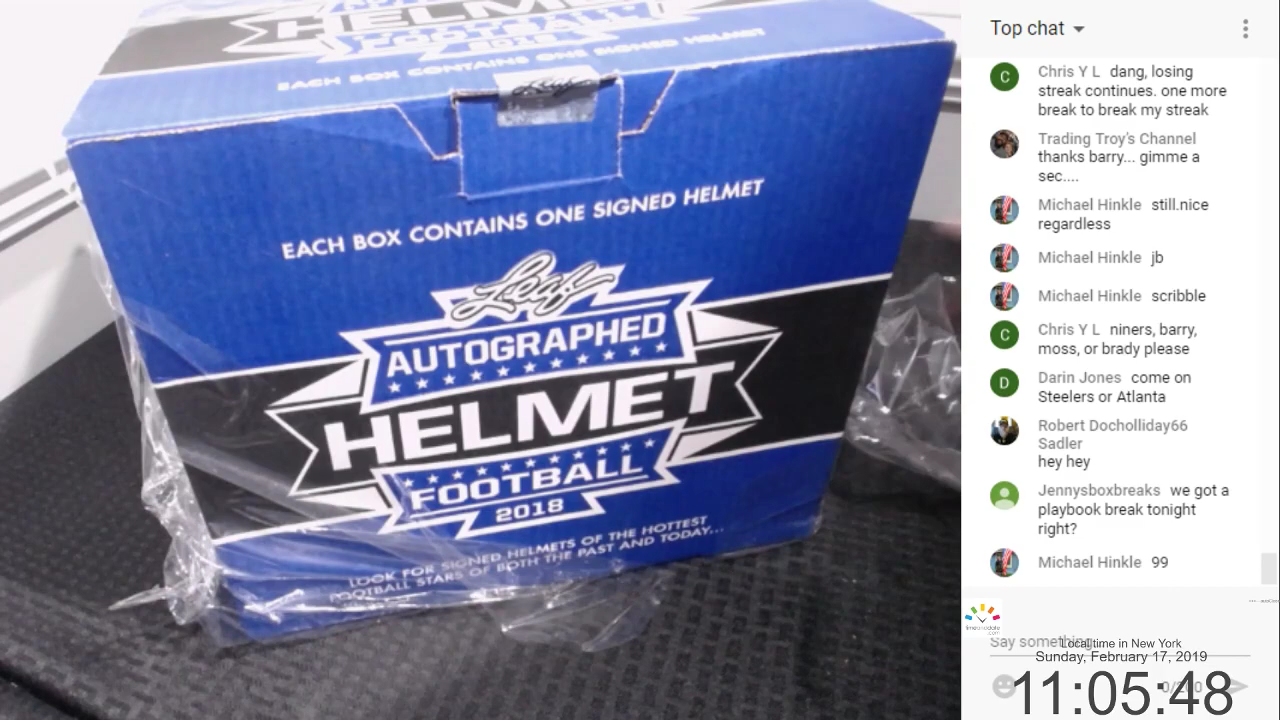 HELMET
FOOTBALL
2018
EACH BOX CONTAINS ONE SIGNED HELMET
Leaf
EACH BOX CONTAINS ONE SIGNED HELMET
Leaf
AUTOGRAPHED
HELMET
FOOTBALL
2018
LOOK FOR SIGNED HELMETS OF THE HOTTEST
FOOTBALL STARS OF BOTH THE PAST AND TODAY...
Top chat
C Chris Y L dang, losing
streak continues. one more
break to break my streak
Trading Troy's Channel
thanks barry... gimme a
sec....
Michael Hinkle still.nice
regardless
Michael Hinkle jb
Michael Hinkle scribble
C Chris Y L niners, barry,
moss, or brady please
D Darin Jones come on
Steelers or Atlanta
Robert Docholliday66
Sadler
hey hey
Jennysboxbreaks we got a
playbook break tonight
right?
Michael Hinkle 99
Say something...
Local time in New York
Sunday, February 17, 2019
11:05:48